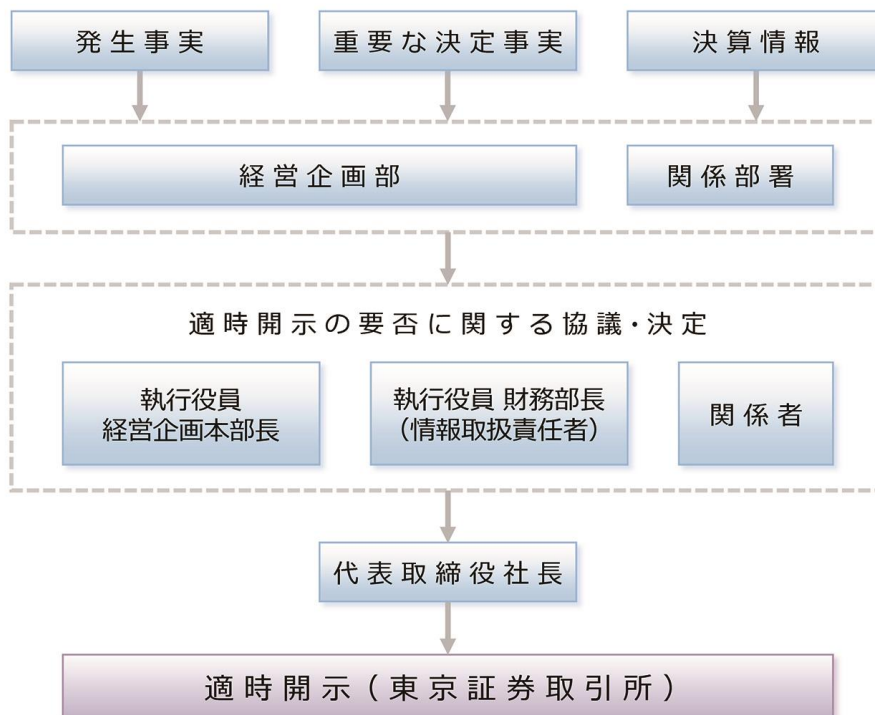 発生事実
重要な決定事実
決算情報
経営企画部
関係部署
適時開示の要否に関する協議・決定
執行役員
経営企画本部長
執行役員 財務部長
（情報取扱責任者）
関係者
代表取締役社長
適時開示（東京証券取引所）